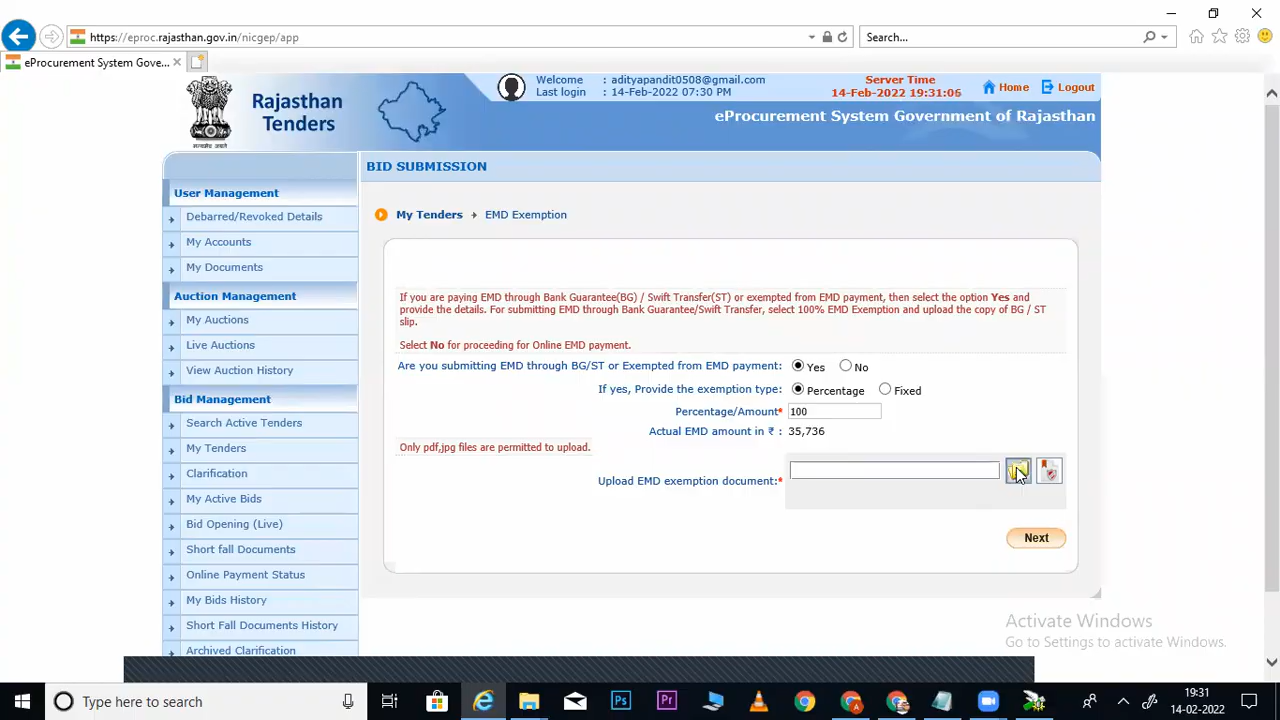 https://eproc.rajasthan.gov.in/nicgep/app
Search...
eProcurement System Gove...
Rajasthan
Tenders
Welcome : adityapandit0508@gmail.com
Last login : 14-Feb-2022 07:30 PM
Server Time
14-Feb-2022 19:31:06
Home
Logout
eProcurement System Government of Rajasthan
BID SUBMISSION
User Management
Debarred/Revoked Details
My Accounts
My Documents
Auction Management
My Auctions
Live Auctions
View Auction History
Bid Management
Search Active Tenders
My Tenders
Clarification
My Active Bids
Bid Opening (Live)
Short fall Documents
Online Payment Status
My Bids History
Short Fall Documents History
Archived Clarification
My Tenders EMD Exemption
If you are paying EMD through Bank Guarantee(BG) / Swift Transfer(ST) or exempted from EMD payment, then select the option Yes and
provide the details. For submitting EMD through Bank Guarantee/Swift Transfer, select 100% EMD Exemption and upload the copy of BG / ST
slip.
Select No for proceeding for Online EMD payment.
Are you submitting EMD through BG/ST or Exempted from EMD payment: Yes No
If yes, Provide the exemption type: Percentage Fixed
Percentage/Amount* 100
Actual EMD amount in ₹ : 35,736
Only pdf,jpg files are permitted to upload.
Upload EMD exemption document:*
Next
Activate Windows
Go to Settings to activate Windows.
Type here to search
19:31
14-02-2022